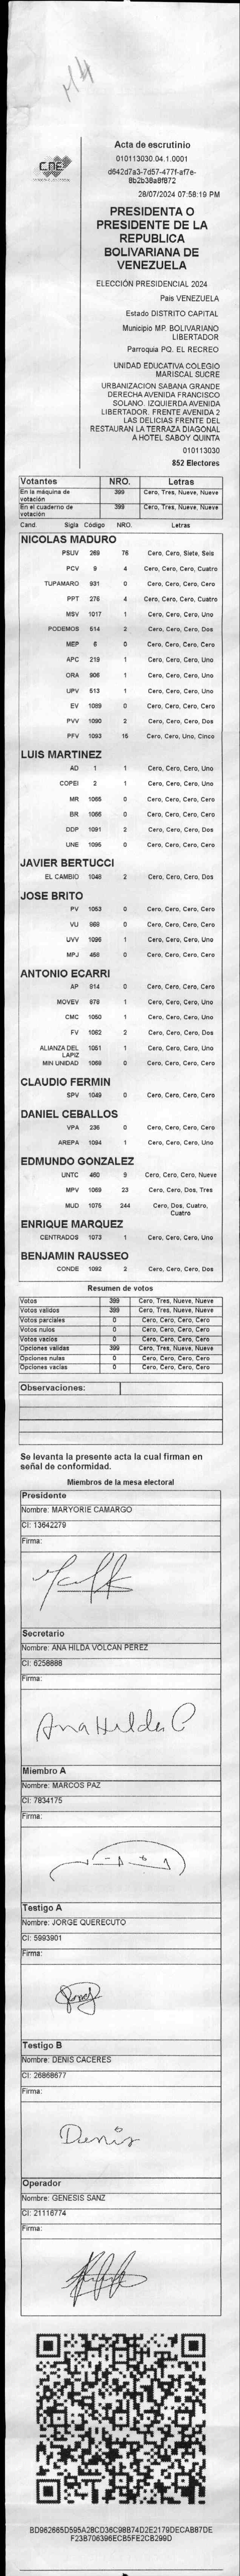 M/4
CNE
Acta de escrutinio
010113030.04.1.0001
d642d7a3-7d57-477f-af7e-
8b2b38a8f872
28/07/2024 07:58:19 PM
PRESIDENTA O
PRESIDENTE DE LA
REPUBLICA
BOLIVARIANA DE
VENEZUELA
ELECCIÓN PRESIDENCIAL 2024
País VENEZUELA
Estado DISTRITO CAPITAL
Municipio MP. BOLIVARIANO
LIBERTADOR
Parroquia PQ. EL RECREO
UNIDAD EDUCATIVA COLEGIO
MARISCAL SUCRE
URBANIZACION SABANA GRANDE
DERECHA AVENIDA FRANCISCO
SOLANO. IZQUIERDA AVENIDA
LIBERTADOR. FRENTE AVENIDA 2
LAS DELICIAS FRENTE DEL
RESTAURAN LA TERRAZA DIAGONAL
A HOTEL SABOY QUINTA
010113030
852 Electores
Votantes NRO. Letras
En la máquina de votación 399 Cero, Tres, Nueve, Nueve
En el cuaderno de votación 399 Cero, Tres, Nueve, Nueve
Cand. Sigla Código NRO. Letras
NICOLAS MADURO
PSUV 269 76 Cero, Cero, Siete, Seis
PCV 9 4 Cero, Cero, Cero, Cuatro
TUPAMARO 931 0 Cero, Cero, Cero, Cero
PPT 276 4 Cero, Cero, Cero, Cuatro
MSV 1017 1 Cero, Cero, Cero, Uno
PODEMOS 514 2 Cero, Cero, Cero, Dos
MEP 6 0 Cero, Cero, Cero, Cero
APC 219 1 Cero, Cero, Cero, Uno
ORA 906 1 Cero, Cero, Cero, Uno
UPV 513 1 Cero, Cero, Cero, Uno
EV 1089 0 Cero, Cero, Cero, Cero
PVV 1090 2 Cero, Cero, Cero, Dos
PFV 1093 15 Cero, Cero, Uno, Cinco
LUIS MARTINEZ
AD 1 1 Cero, Cero, Cero, Uno
COPEI 2 1 Cero, Cero, Cero, Uno
MR 1065 0 Cero, Cero, Cero, Cero
BR 1066 0 Cero, Cero, Cero, Cero
DDP 1091 2 Cero, Cero, Cero, Dos
UNE 1095 0 Cero, Cero, Cero, Cero
JAVIER BERTUCCI
EL CAMBIO 1048 2 Cero, Cero, Cero, Dos
JOSE BRITO
PV 1053 0 Cero, Cero, Cero, Cero
VU 969 0 Cero, Cero, Cero, Cero
UVV 1096 1 Cero, Cero, Cero, Uno
MPJ 456 0 Cero, Cero, Cero, Cero
ANTONIO ECARRI
AP 914 0 Cero, Cero, Cero, Cero
MOVEV 978 1 Cero, Cero, Cero, Uno
CMC 1050 1 Cero, Cero, Cero, Uno
FV 1062 2 Cero, Cero, Cero, Dos
ALIANZA DEL LAPIZ 1051 1 Cero, Cero, Cero, Uno
MIN UNIDAD 1068 0 Cero, Cero, Cero, Cero
CLAUDIO FERMIN
SPV 1049 0 Cero, Cero, Cero, Cero
DANIEL CEBALLOS
VPA 236 0 Cero, Cero, Cero, Cero
AREPA 1094 1 Cero, Cero, Cero, Uno
EDMUNDO GONZALEZ
UNTC 460 9 Cero, Cero, Cero, Nueve
MPV 1069 23 Cero, Cero, Dos, Tres
MUD 1075 244 Cero, Dos, Cuatro, Cuatro
ENRIQUE MARQUEZ
CENTRADOS 1073 1 Cero, Cero, Cero, Uno
BENJAMIN RAUSSEO
CONDE 1092 2 Cero, Cero, Cero, Dos
Resumen de votos
Votos 399 Cero, Tres, Nueve, Nueve
Votos validos 399 Cero, Tres, Nueve, Nueve
Votos parciales 0 Cero, Cero, Cero, Cero
Votos nulos 0 Cero, Cero, Cero, Cero
Votos vacios 0 Cero, Cero, Cero, Cero
Opciones validas 399 Cero, Tres, Nueve, Nueve
Opciones nulas 0 Cero, Cero, Cero, Cero
Opciones vacias 0 Cero, Cero, Cero, Cero
Observaciones:
Se levanta la presente acta la cual firman en
señal de conformidad.
Miembros de la mesa electoral
Presidente
Nombre: MARYORIE CAMARGO
CI: 13642279
Firma:
Secretario
Nombre: ANA HILDA VOLCAN PEREZ
CI: 6258888
Firma:
Ana Hilda P
Miembro A
Nombre: MARCOS PAZ
CI: 7834175
Firma:
Testigo A
Nombre: JORGE QUERECUTO
CI: 5993901
Firma:
Testigo B
Nombre: DENIS CACERES
CI: 26868677
Firma:
Denis
Operador
Nombre: GENESIS SANZ
CI: 21116774
Firma:
BD962665D595A28CD36C98B74D2E2179DECAB87DE
F23B706396ECB5FE2CB299D